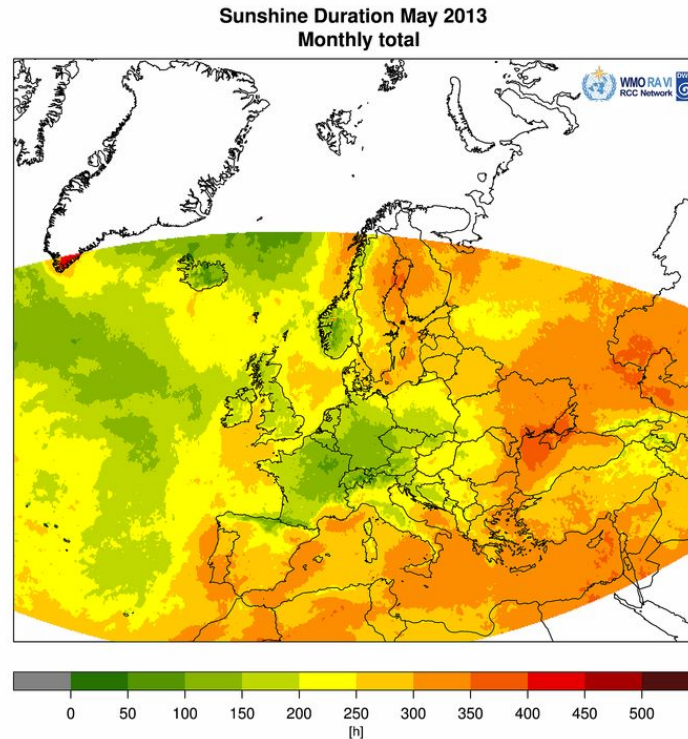 Sunshine Duration May 2013
Monthly total
WMO RA VI
RCC Network
0 50 100 150 200 250 300 350 400 450 500
[h]